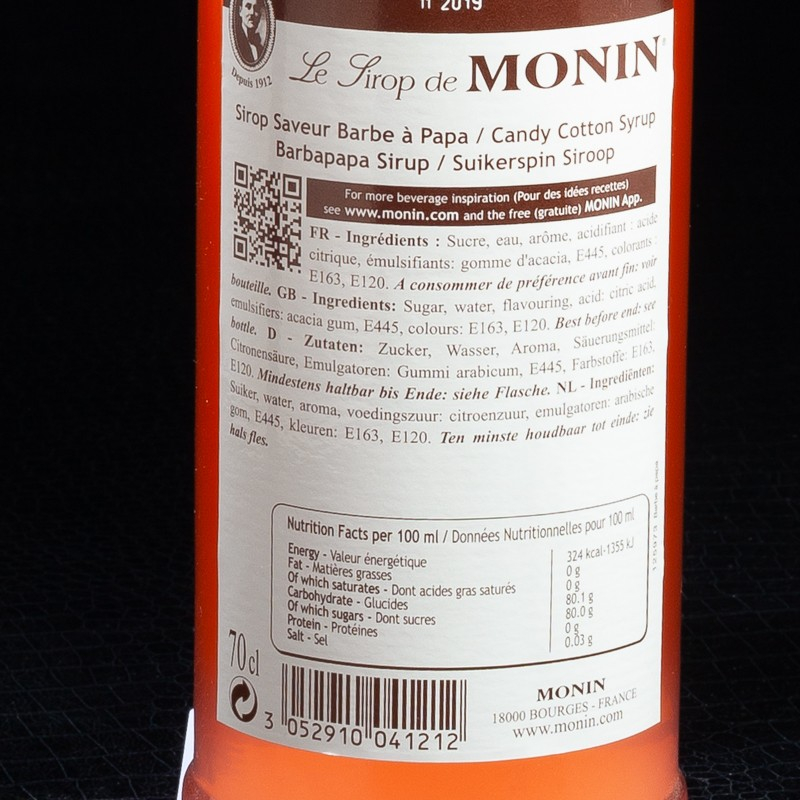 11 2019
Depuis 1912
Le Sirop de MONIN®
Sirop Saveur Barbe à Papa / Candy Cotton Syrup
Barbapapa Sirup / Suikerspin Siroop
For more beverage inspiration (Pour des idées recettes)
see www.monin.com and the free (gratuite) MONIN App.
FR - Ingrédients : Sucre, eau, arôme, acidifiant : acide
citrique, émulsifiants: gomme d'acacia, E445, colorants :
E163, E120. A consommer de préférence avant fin: voir
bouteille. GB - Ingredients: Sugar, water, flavouring, acid: citric acid,
emulsifiers: acacia gum, E445, colours: E163, E120. Best before end: see
bottle. D - Zutaten: Zucker, Wasser, Aroma, Säuerungsmittel:
Citronensäure, Emulgatoren: Gummi arabicum, E445, Farbstoffe: E163,
E120. Mindestens haltbar bis Ende: siehe Flasche. NL - Ingrediënten:
Suiker, water, aroma, voedingszuur: citroenzuur, emulgatoren: arabische
gom, E445, kleuren: E163, E120. Ten minste houdbaar tot einde: zie
hals fles.
125973 Barbe à papa
Nutrition Facts per 100 ml / Données Nutritionnelles pour 100 ml
Energy - Valeur énergétique 324 kcal-1355 kJ
Fat - Matières grasses 0 g
Of which saturates - Dont acides gras saturés 0 g
Carbohydrate - Glucides 80.1 g
Of which sugars - Dont sucres 80.0 g
Protein - Protéines 0 g
Salt - Sel 0.03 g
70 cl
3 052910 041212
MONIN
18000 BOURGES - FRANCE
www.monin.com